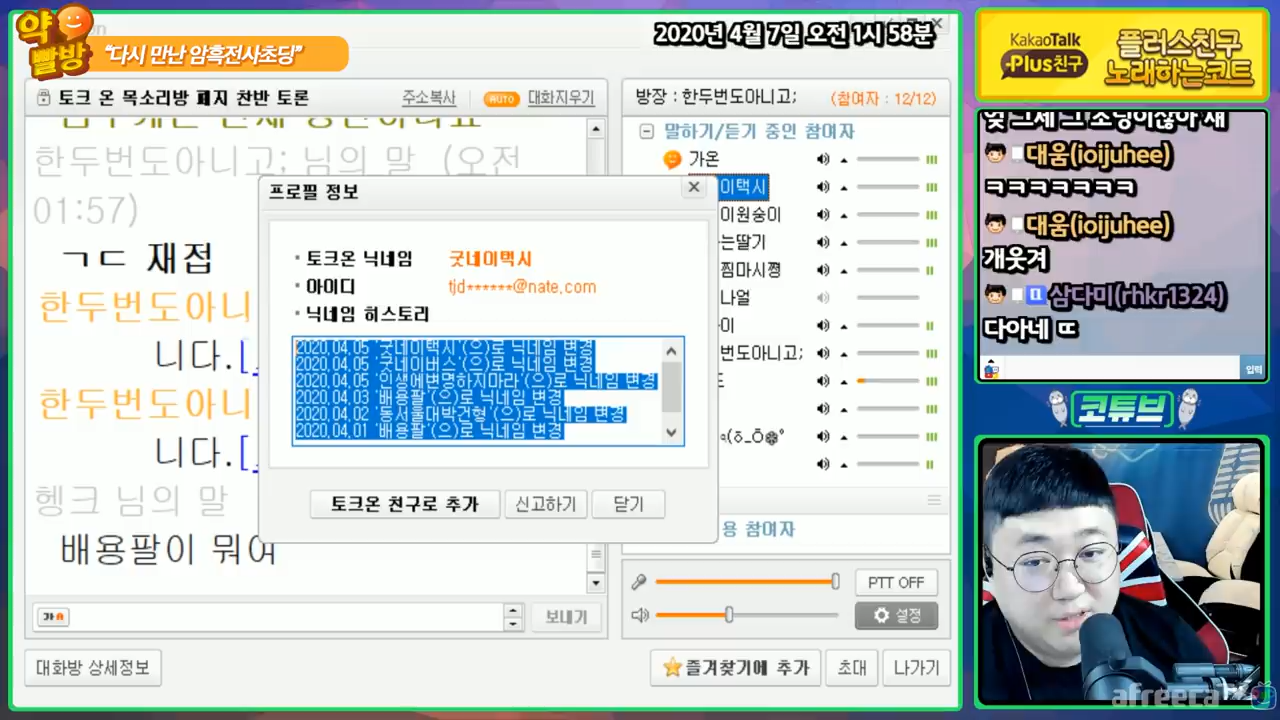 약빨방
"다시 만난 암흑전사초딩"
2020년 4월 7일 오전 1시 58분
토크 온 목소리방 폐지 찬반 토론
주소복사
AUTO 대화지우기
한두번도아니고; 님의 말 (오전 01:57)
ㄱㄷ 재접
한두번도아니
니다.[
한두번도아니
니다.[
헹크 님의 말
배용팔이 뭐여
가A
보내기
대화방 상세정보
방장 : 한두번도아니고;
(참여자 : 12/12)
말하기/듣기 중인 참여자
가온
이택시
이원숭이
는딸기
찜마시쪙
나얼
이
번도아니고;
용 참여자
PTT OFF
설정
즐겨찾기에 추가
초대
나가기
프로필 정보
토크온 닉네임 굿네이택시
아이디 tjd******@nate.com
닉네임 히스토리
2020.04.05 '굿네이택시'(으)로 닉네임 변경
2020.04.05 '굿네이버스'(으)로 닉네임 변경
2020.04.05 '인생에변명하지마라'(으)로 닉네임 변경
2020.04.03 '배용팔'(으)로 닉네임 변경
2020.04.02 '동서울대박건형'(으)로 닉네임 변경
2020.04.01 '배용팔'(으)로 닉네임 변경
토크온 친구로 추가
신고하기
닫기
KakaoTalk
Plus친구
플러스친구
노래하는코트
대움(ioijuhee)
ㅋㅋㅋㅋㅋㅋㅋ
대움(ioijuhee)
개웃겨
삼다미(rhkr1324)
다아네 ㄸ
입력
코튜브
afreecaTV